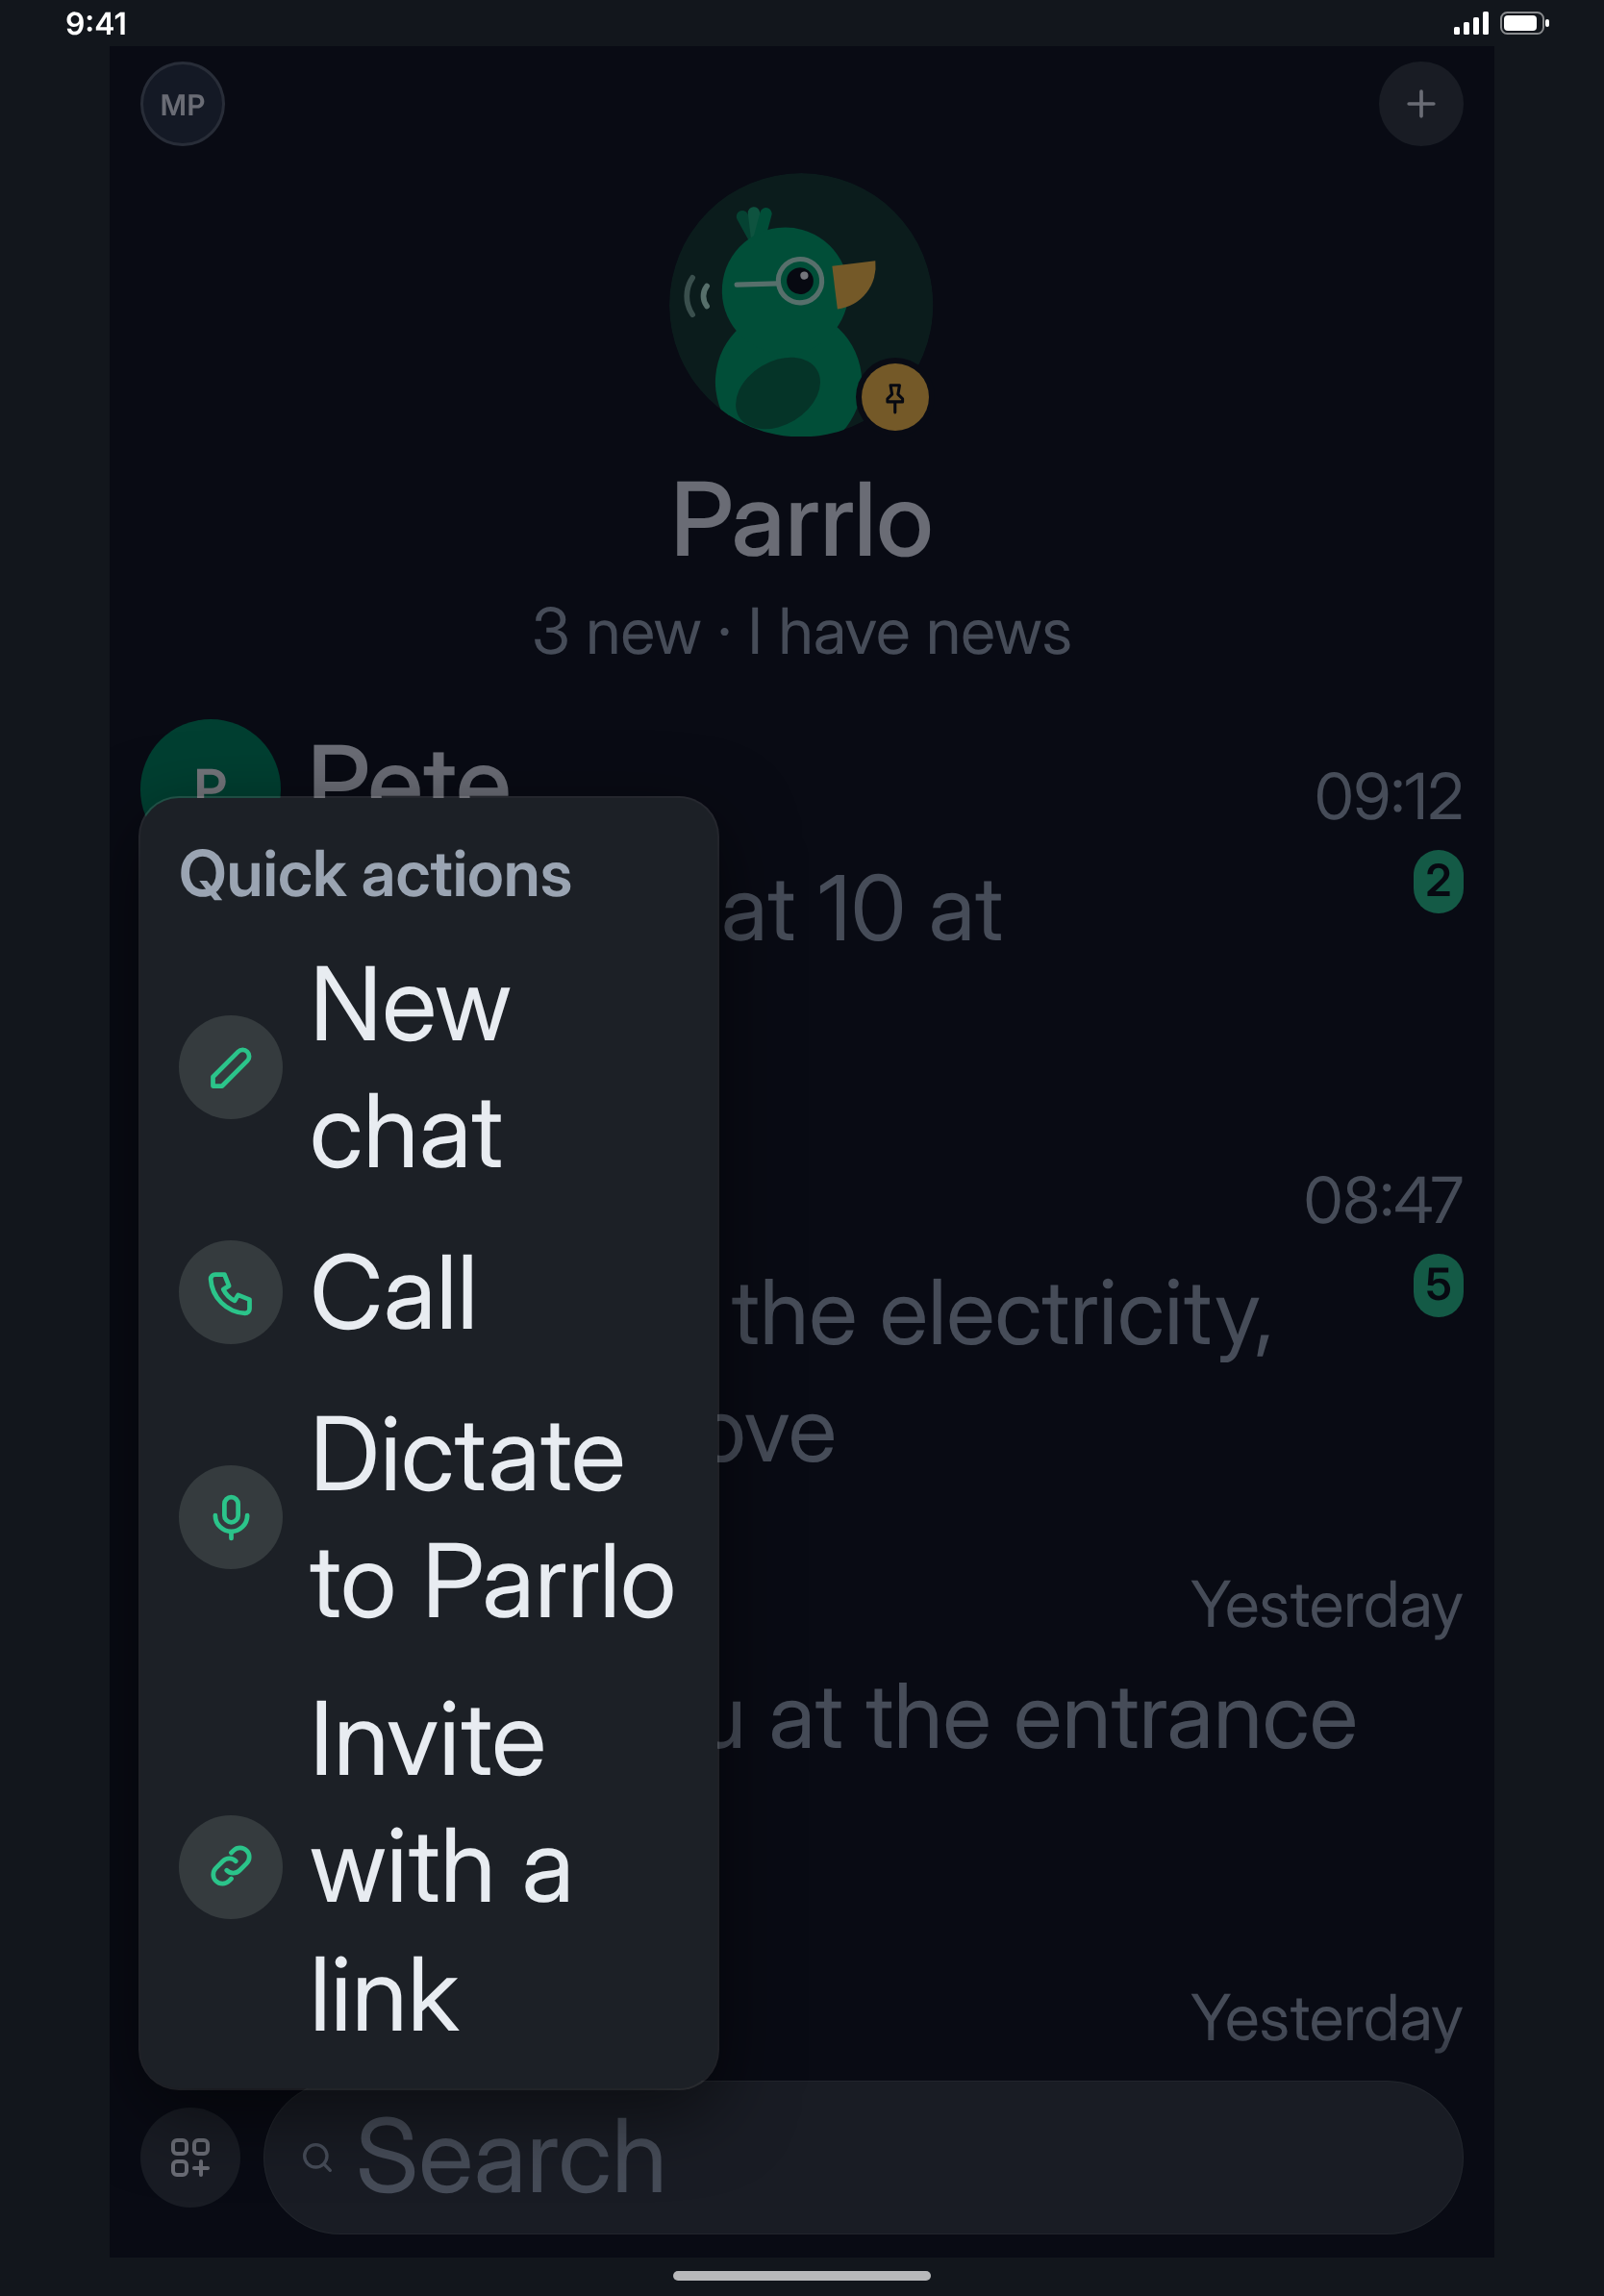 9:41
MP
Parrlo
3 new · I have news
P
Pete
09:12
Quick actions
at 10 at
2
New
chat
08:47
Call
the electricity,
5
Dictate
to Parrlo
Yesterday
at the entrance
Invite
with a
link
Yesterday
Search